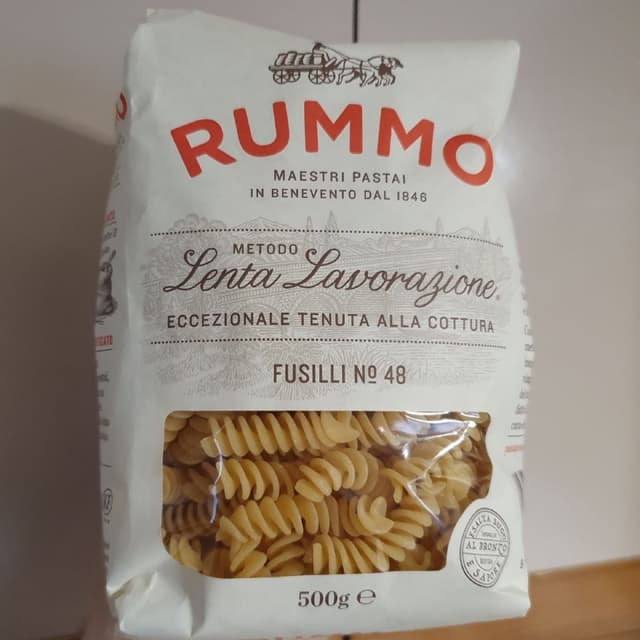 RUMMO
MAESTRI PASTAI
IN BENEVENTO DAL 1846
METODO
Lenta Lavorazione®
ECCEZIONALE TENUTA ALLA COTTURA
FUSILLI Nº 48
AL BRONZO
E SAPORE
500g ℮